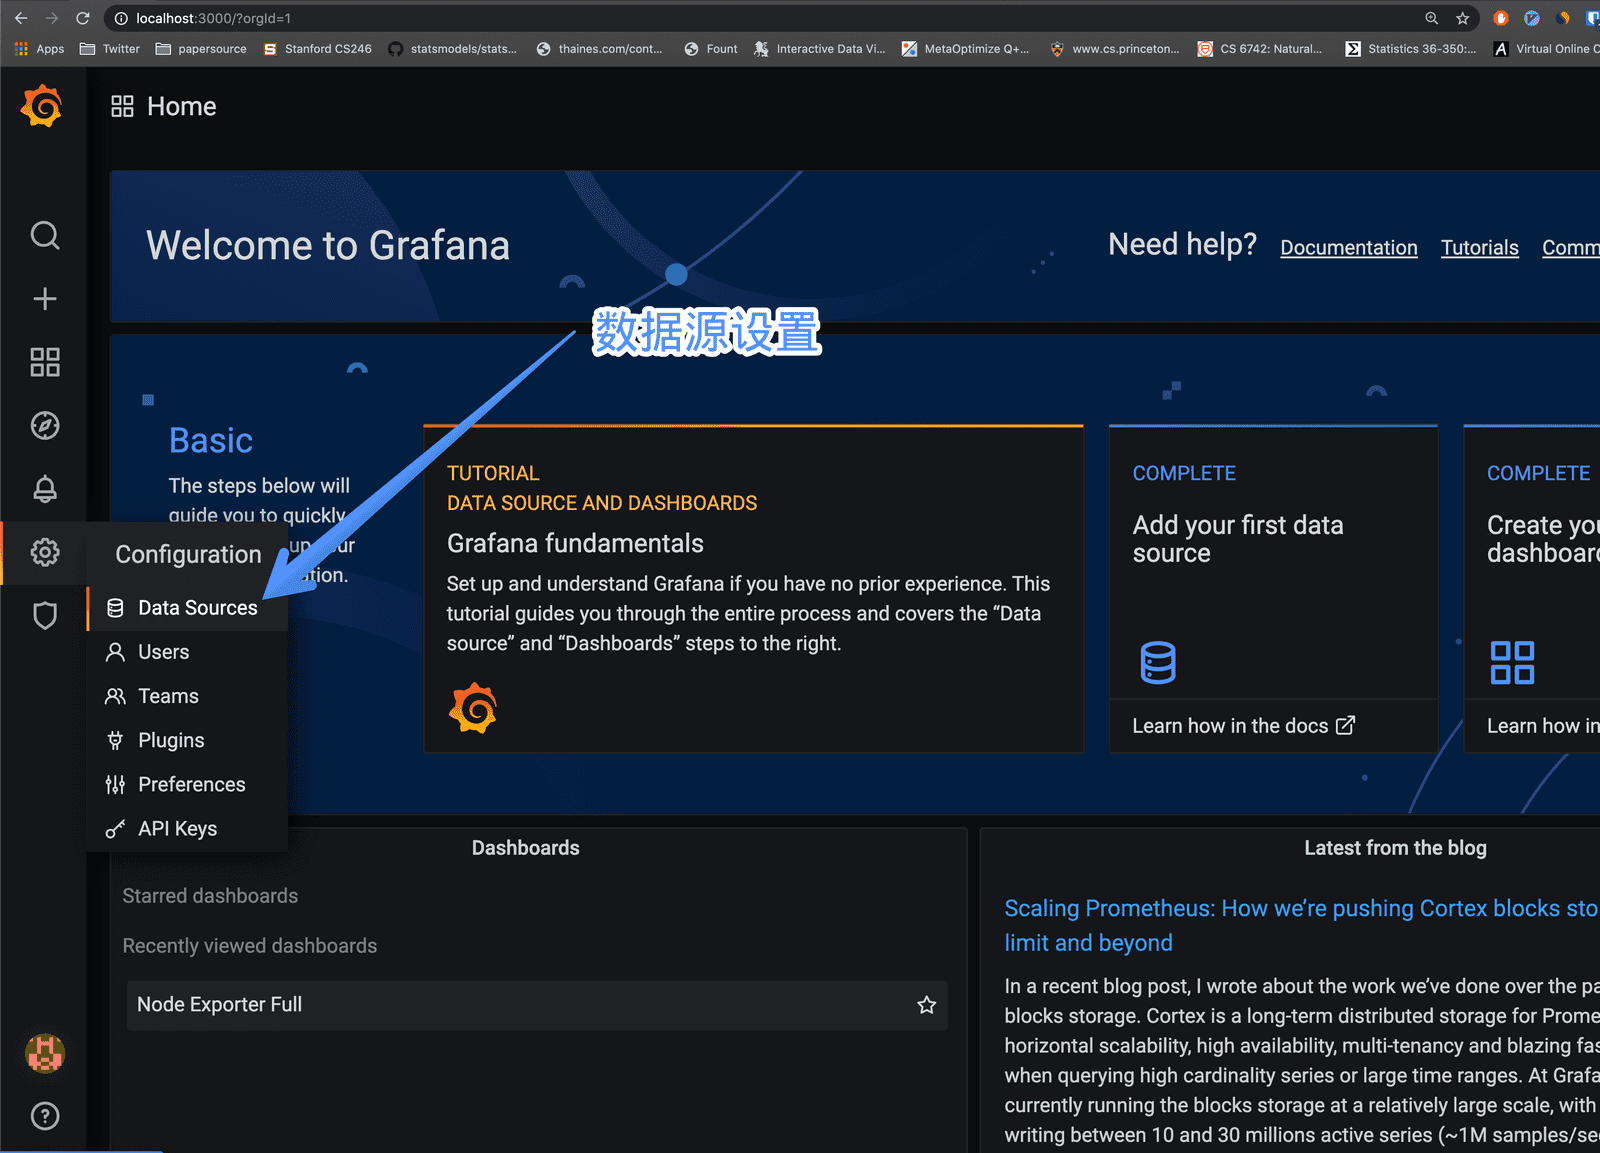 localhost:3000/?orgId=1
Apps Twitter papersource Stanford CS246 statsmodels/stats... thaines.com/cont... Fount Interactive Data Vi... MetaOptimize Q+... www.cs.princeton... CS 6742: Natural... Statistics 36-350:... Virtual Online C
Home
Welcome to Grafana
Need help? Documentation Tutorials Comm
数据源设置
Basic
The steps below will
guide you to quickly
up your
ation.
TUTORIAL
DATA SOURCE AND DASHBOARDS
Grafana fundamentals
Set up and understand Grafana if you have no prior experience. This
tutorial guides you through the entire process and covers the “Data
source” and “Dashboards” steps to the right.
COMPLETE
Add your first data
source
Learn how in the docs
COMPLETE
Create you
dashboard
Learn how in
Configuration
Data Sources
Users
Teams
Plugins
Preferences
API Keys
Dashboards
Starred dashboards
Recently viewed dashboards
Node Exporter Full
Latest from the blog
Scaling Prometheus: How we’re pushing Cortex blocks sto
limit and beyond
In a recent blog post, I wrote about the work we’ve done over the pa
blocks storage. Cortex is a long-term distributed storage for Prome
horizontal scalability, high availability, multi-tenancy and blazing fas
when querying high cardinality series or large time ranges. At Grafa
currently running the blocks storage at a relatively large scale, with
writing between 10 and 30 millions active series (~1M samples/sec